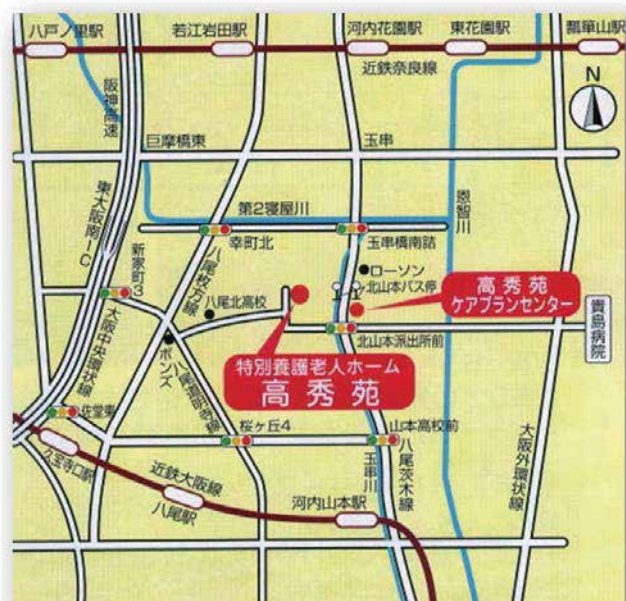 八戸ノ里駅
若江岩田駅
河内花園駅
東花園駅
瓢箪山駅
近鉄奈良線
N
阪神高速
巨摩橋東
玉串
東大阪南IC
第2寝屋川
恩智川
幸町北
玉串橋南詰
新家町3
八尾枚方線
ローソン
八尾北高校
北山本バス停
高秀苑
ケアプランセンター
大阪中央環状線
ポンズ
北山本派出所前
貴島病院
特別養護老人ホーム
高秀苑
八尾道明寺線
佐堂東
桜ヶ丘4
山本高校前
久宝寺口駅
近鉄大阪線
八尾駅
玉串川
八尾茨木線
大阪外環状線
河内山本駅